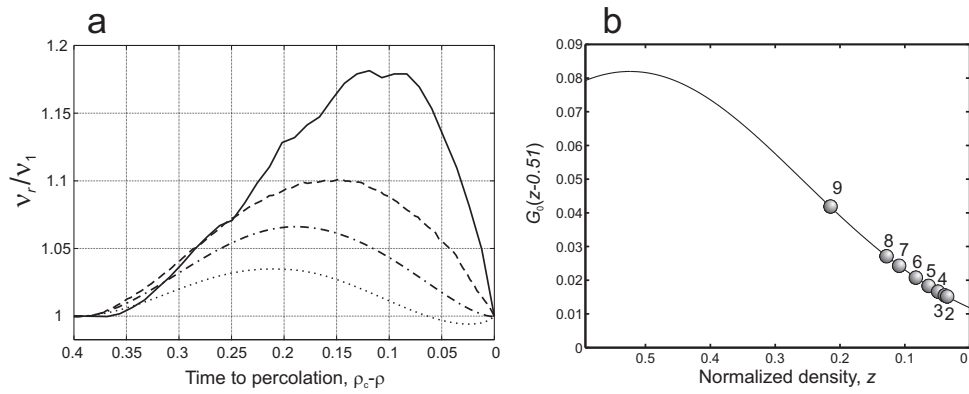 a
1.2
1.15
1.1
1.05
1
0.4 0.35 0.3 0.25 0.2 0.15 0.1 0.05 0
ν_r/ν_1
Time to percolation, ρ_c-ρ
b
0.09
0.08
0.07
0.06
0.05
0.04
0.03
0.02
0.01
0
0.5 0.4 0.3 0.2 0.1 0
G_0(z-0.51)
9
8 7 6 5 4
3 2
Normalized density, z